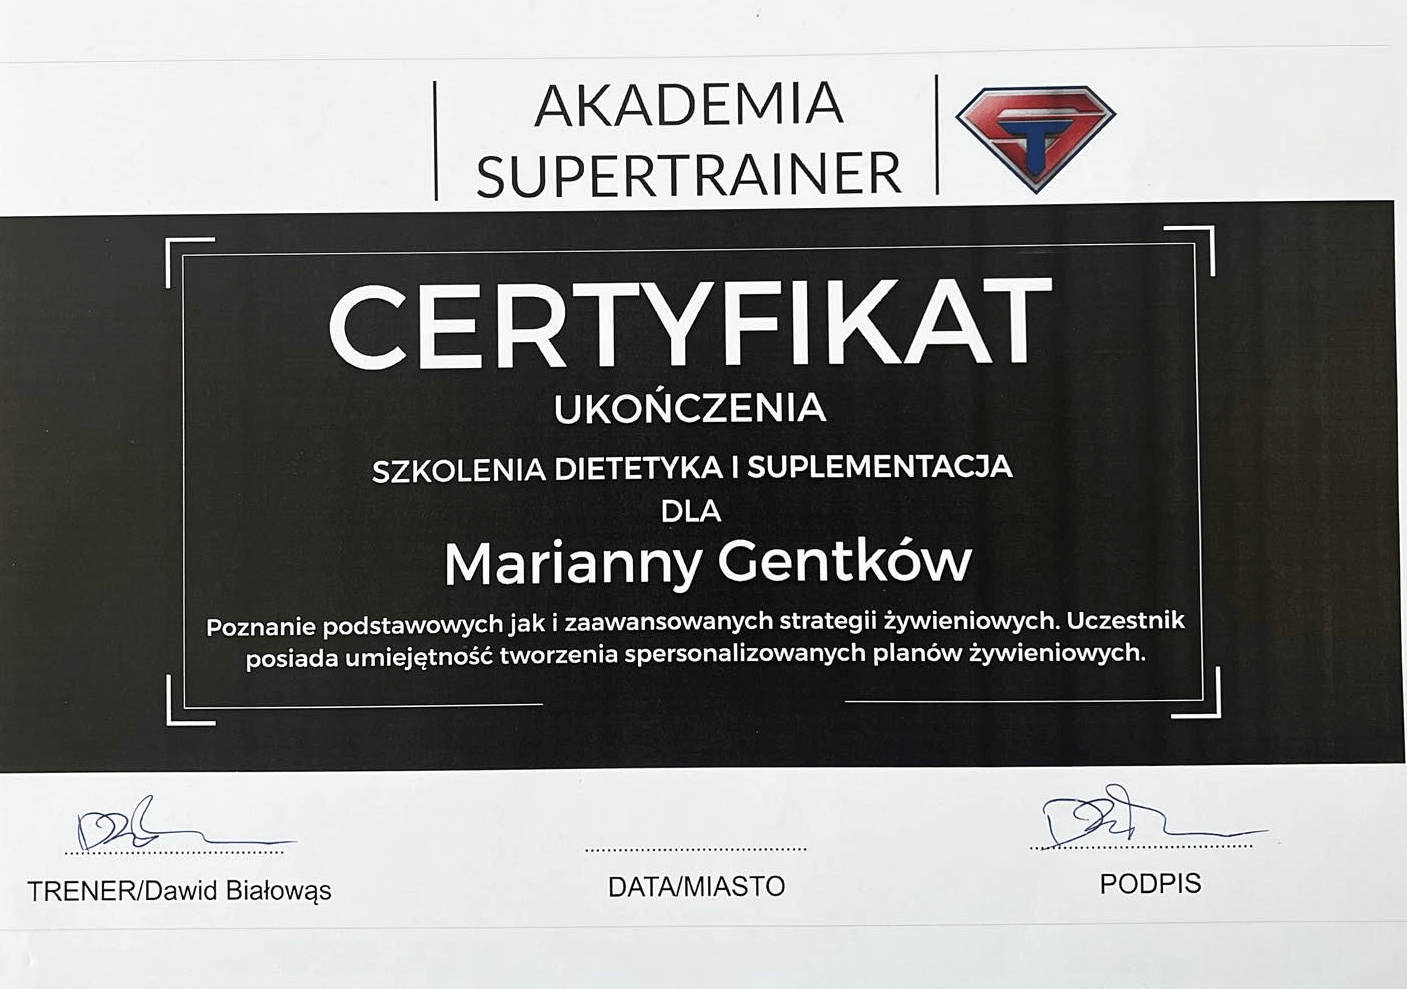 AKADEMIA
SUPERTRAINER
CERTYFIKAT
UKOŃCZENIA
SZKOLENIA DIETETYKA I SUPLEMENTACJA
DLA
Marianny Gentków
Poznanie podstawowych jak i zaawansowanych strategii żywieniowych. Uczestnik
posiada umiejętność tworzenia spersonalizowanych planów żywieniowych.
TRENER/Dawid Białowąs
DATA/MIASTO
PODPIS